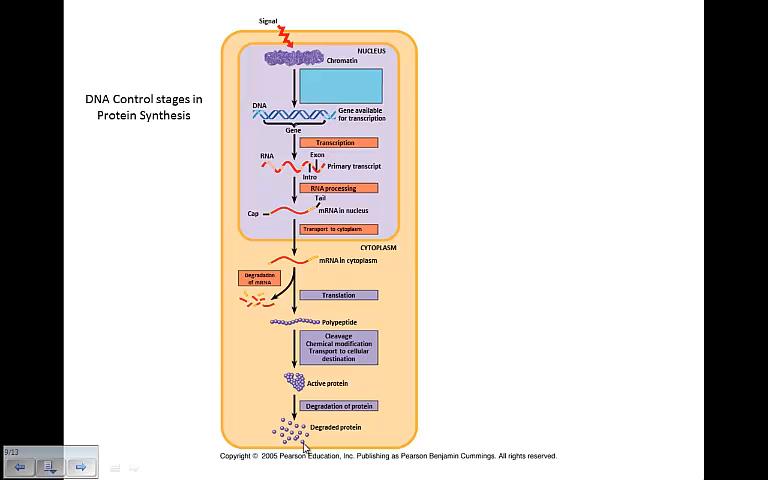 Signal
NUCLEUS
Chromatin
DNA Control stages in
Protein Synthesis
DNA
Gene available
for transcription
Gene
Transcription
RNA
Exon
Primary transcript
Intro
RNA processing
Tail
Cap
mRNA in nucleus
Transport to cytoplasm
CYTOPLASM
mRNA in cytoplasm
Degradation
of mRNA
Translation
Polypeptide
Cleavage
Chemical modification
Transport to cellular
destination
Active protein
Degradation of protein
Degraded protein
9/13
Copyright © 2005 Pearson Education, Inc. Publishing as Pearson Benjamin Cummings. All rights reserved.